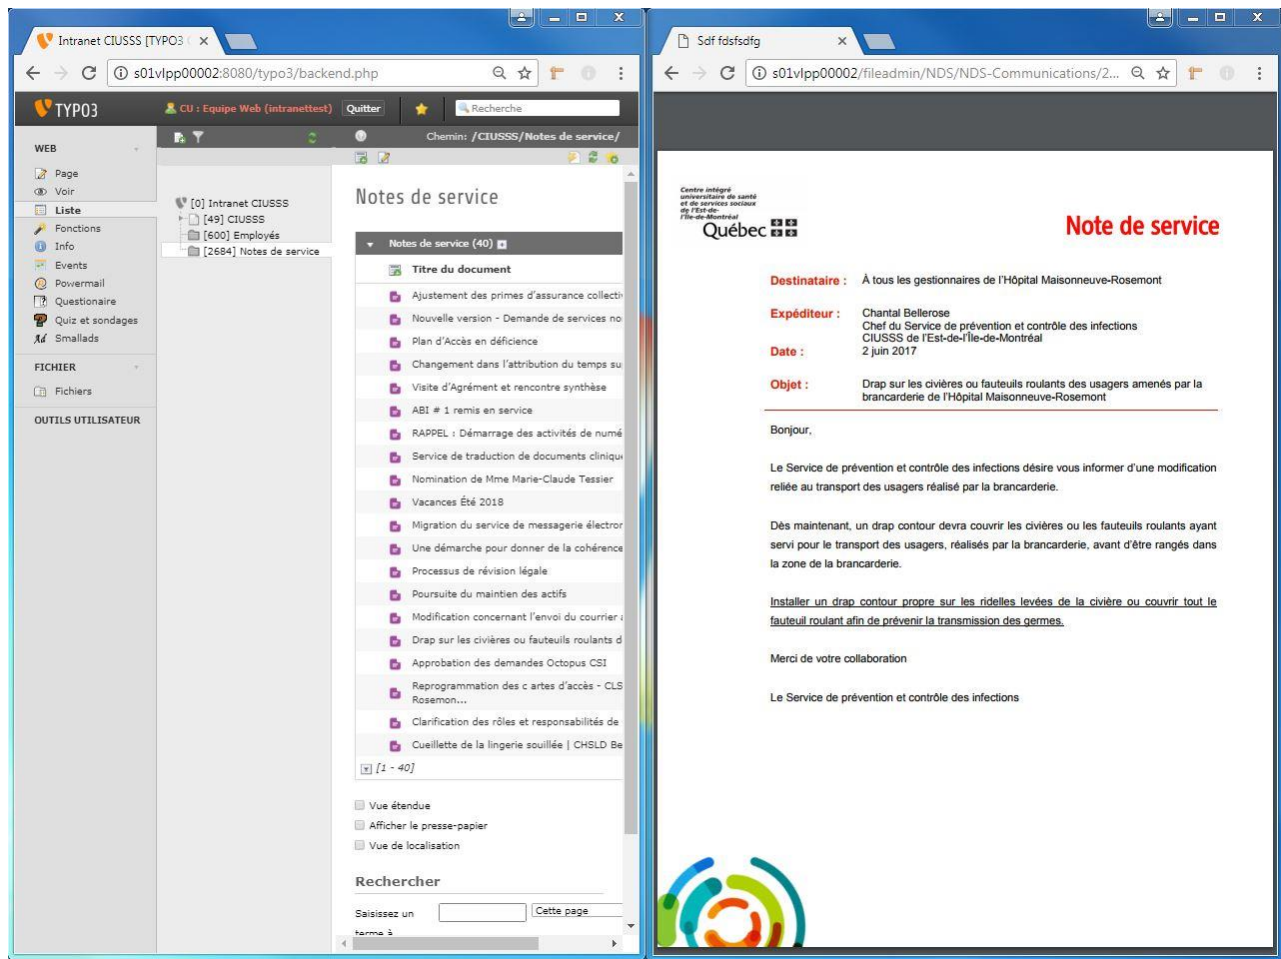 Intranet CIUSSS [TYPO3 (
s01vlpp00002:8080/typo3/backend.php
TYPO3
CU : Equipe Web (intranettest)
Quitter
Recherche
Chemin: /CIUSSS/Notes de service/
WEB
Page
Voir
Liste
Fonctions
Info
Events
Powermail
Questionaire
Quiz et sondages
Smallads
FICHIER
Fichiers
OUTILS UTILISATEUR
[0] Intranet CIUSSS
[49] CIUSSS
[600] Employés
[2684] Notes de service
Notes de service
Notes de service (40)
Titre du document
Ajustement des primes d'assurance collecti
Nouvelle version - Demande de services no
Plan d'Accès en déficience
Changement dans l'attribution du temps su
Visite d'Agrément et rencontre synthèse
ABI # 1 remis en service
RAPPEL : Démarrage des activités de numé
Service de traduction de documents clinique
Nomination de Mme Marie-Claude Tessier
Vacances Été 2018
Migration du service de messagerie électror
Une démarche pour donner de la cohérence
Processus de révision légale
Poursuite du maintien des actifs
Modification concernant l'envoi du courrier a
Drap sur les civières ou fauteuils roulants d
Approbation des demandes Octopus CSI
Reprogrammation des c artes d'accès - CLS
Rosemon...
Clarification des rôles et responsabilités de
Cueillette de la lingerie souillée | CHSLD Be
[1 - 40]
Vue étendue
Afficher le presse-papier
Vue de localisation
Rechercher
Saisissez un
Cette page
terme à
Sdf fdsfsdfg
s01vlpp00002/fileadmin/NDS/NDS-Communications/2...
Centre intégré
universitaire de santé
et de services sociaux
de l'Est-de-
l'Île-de-Montréal
Québec
Note de service
Destinataire : À tous les gestionnaires de l'Hôpital Maisonneuve-Rosemont
Expéditeur : Chantal Bellerose
Chef du Service de prévention et contrôle des infections
CIUSSS de l'Est-de-l'Île-de-Montréal
Date : 2 juin 2017
Objet : Drap sur les civières ou fauteuils roulants des usagers amenés par la
brancarderie de l'Hôpital Maisonneuve-Rosemont
Bonjour,
Le Service de prévention et contrôle des infections désire vous informer d'une modification
reliée au transport des usagers réalisé par la brancarderie.
Dès maintenant, un drap contour devra couvrir les civières ou les fauteuils roulants ayant
servi pour le transport des usagers, réalisés par la brancarderie, avant d'être rangés dans
la zone de la brancarderie.
Installer un drap contour propre sur les ridelles levées de la civière ou couvrir tout le
fauteuil roulant afin de prévenir la transmission des germes.
Merci de votre collaboration
Le Service de prévention et contrôle des infections